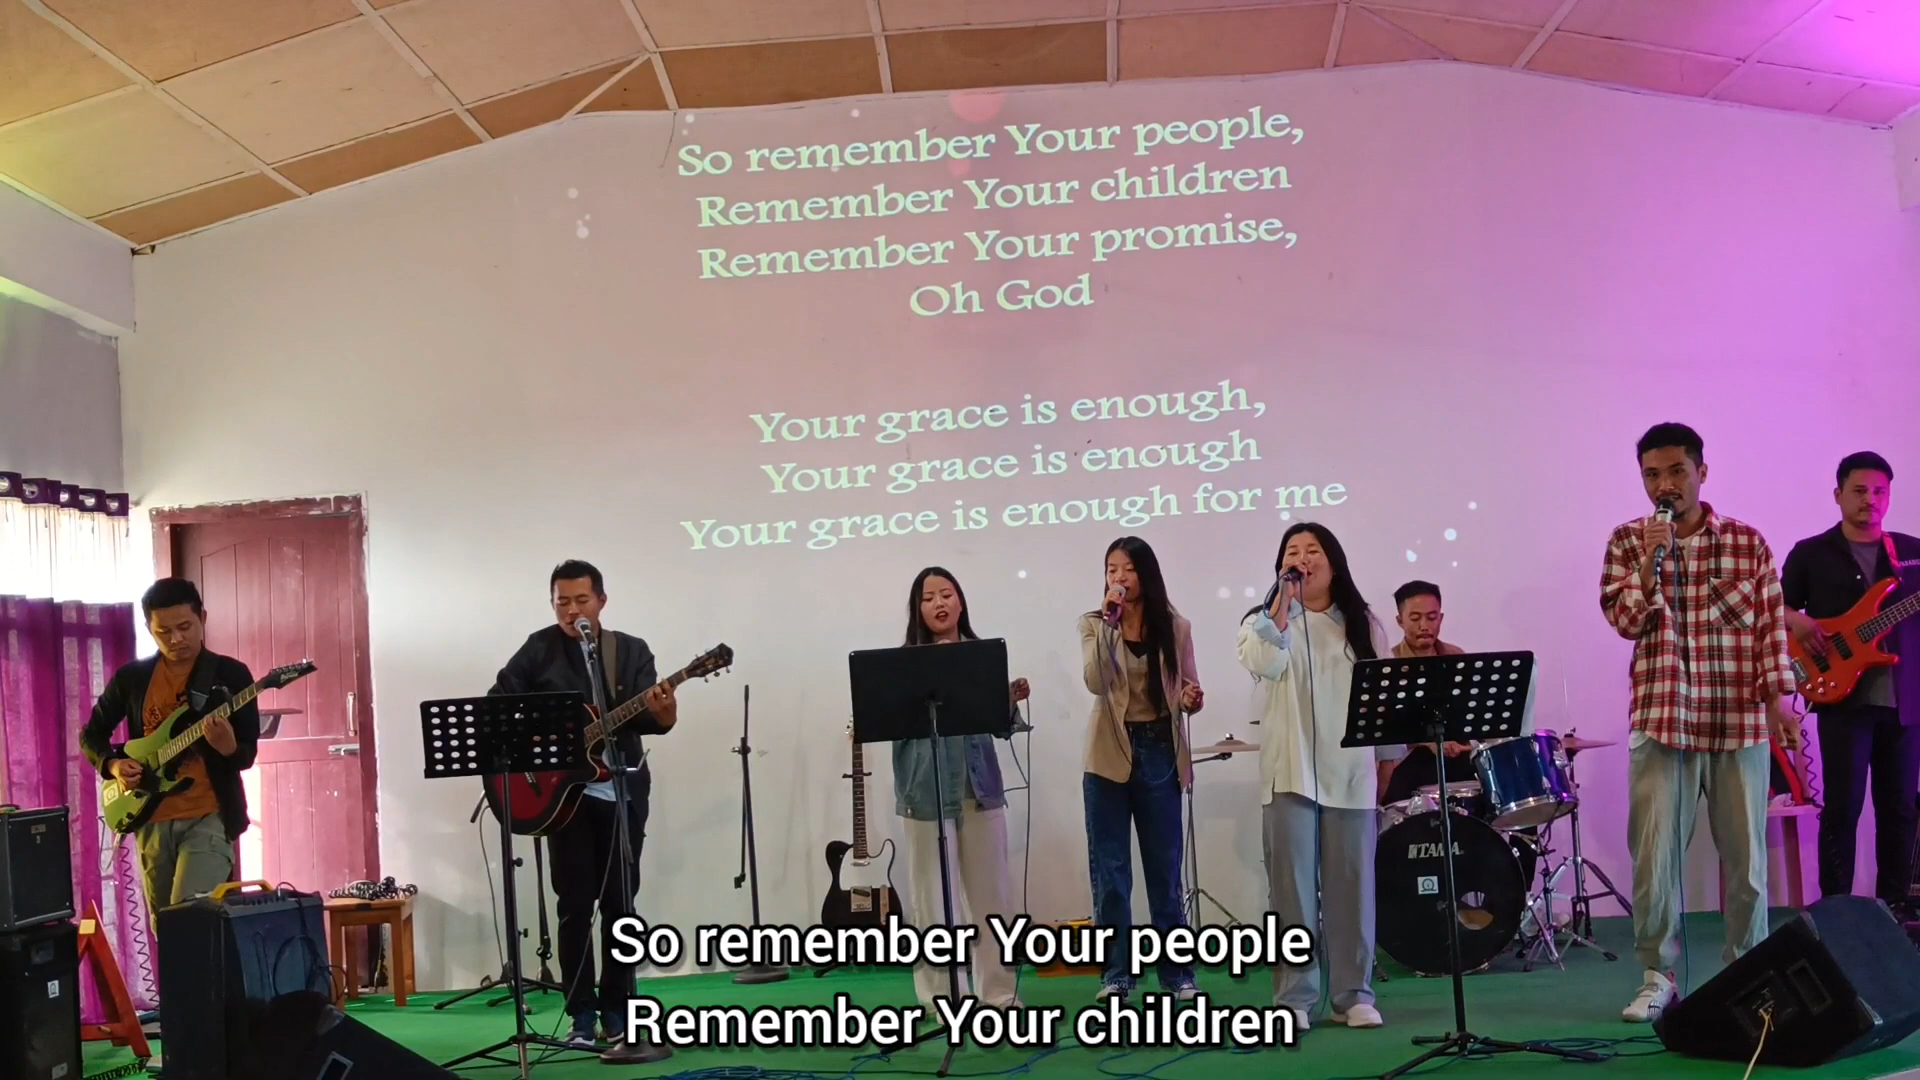 So remember Your people,
Remember Your children
Remember Your promise,
Oh God
Your grace is enough,
Your grace is enough
Your grace is enough for me
TAMA
So remember Your people
Remember Your children